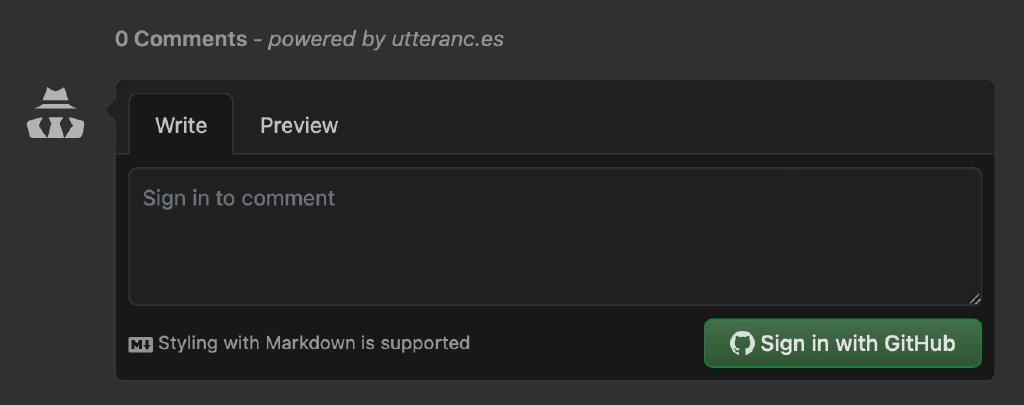 0 Comments - powered by utteranc.es
Write Preview
Sign in to comment
M Styling with Markdown is supported
Sign in with GitHub